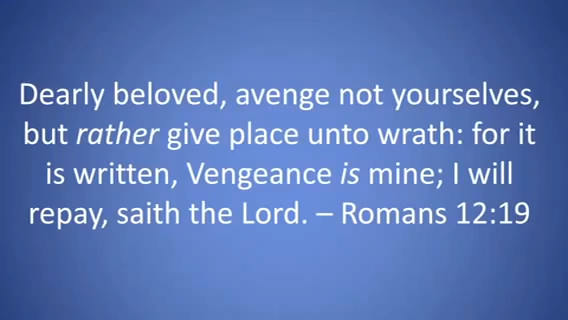 Dearly beloved, avenge not yourselves,
but rather give place unto wrath: for it
is written, Vengeance is mine; I will
repay, saith the Lord. – Romans 12:19